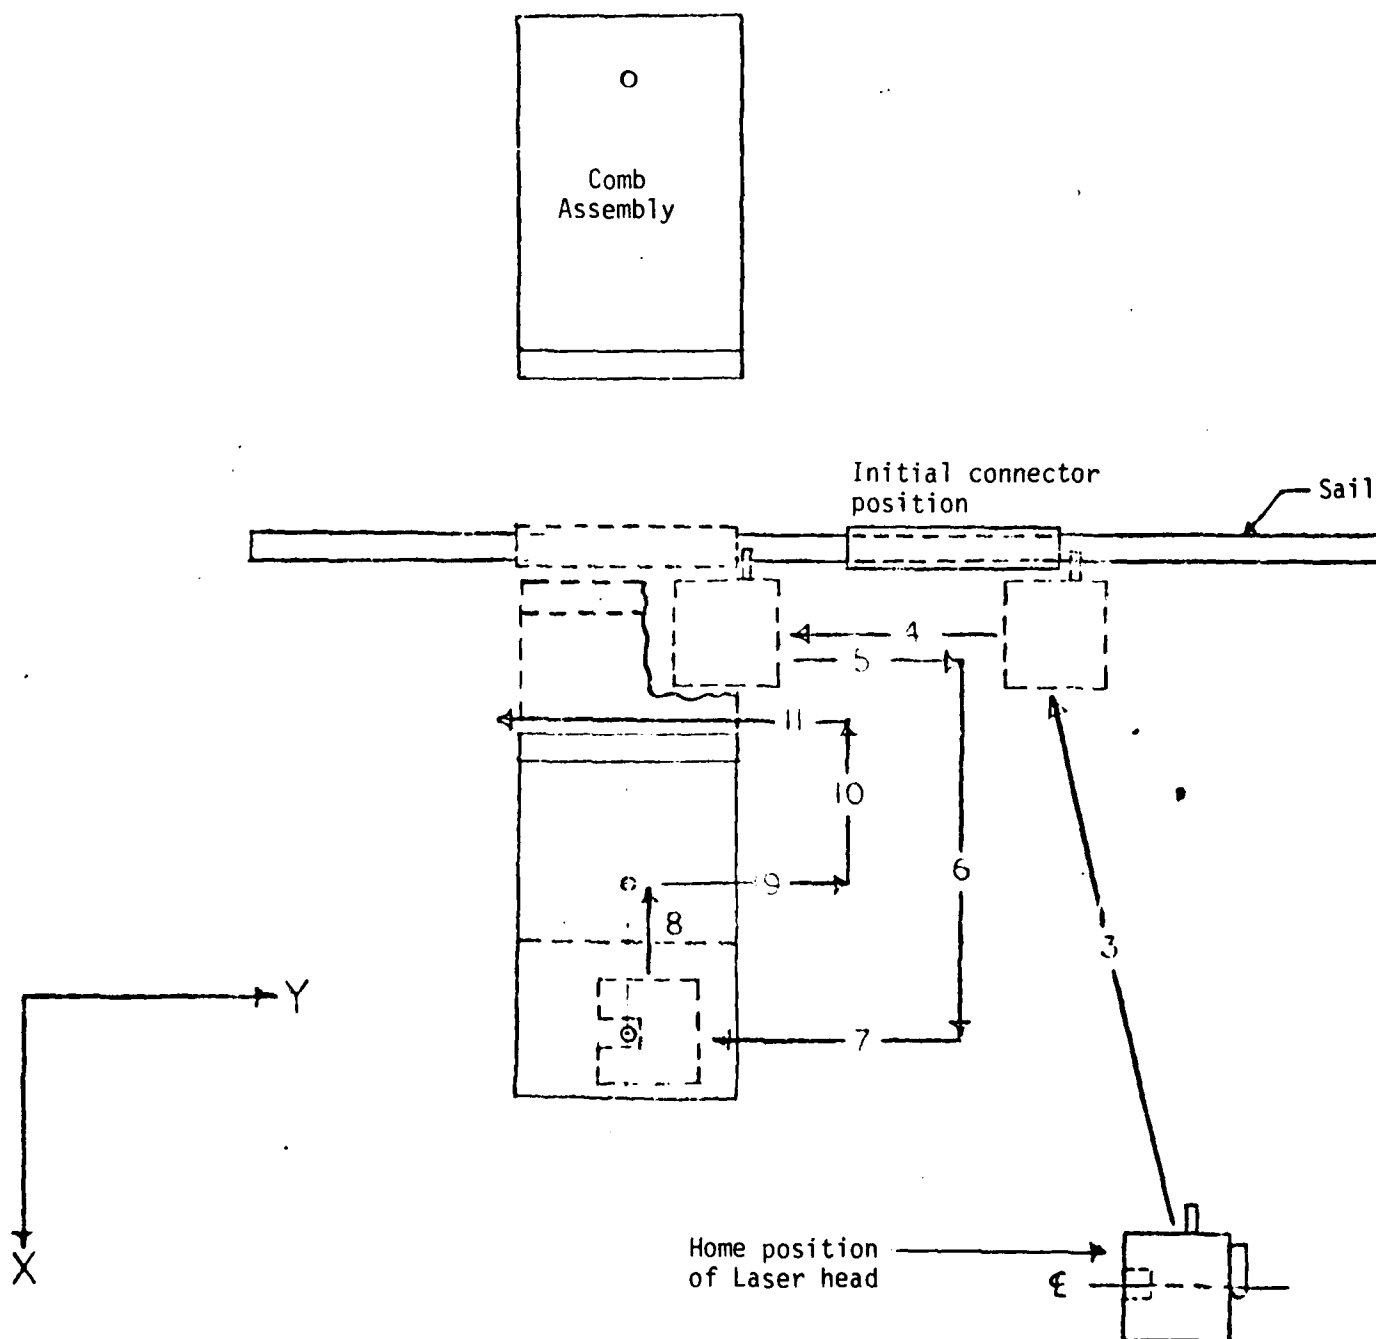 Comb
Assembly
Initial connector
position
Sail
4
5
11
10
9
8
6
3
7
Y
X
Home position
of Laser head
℄